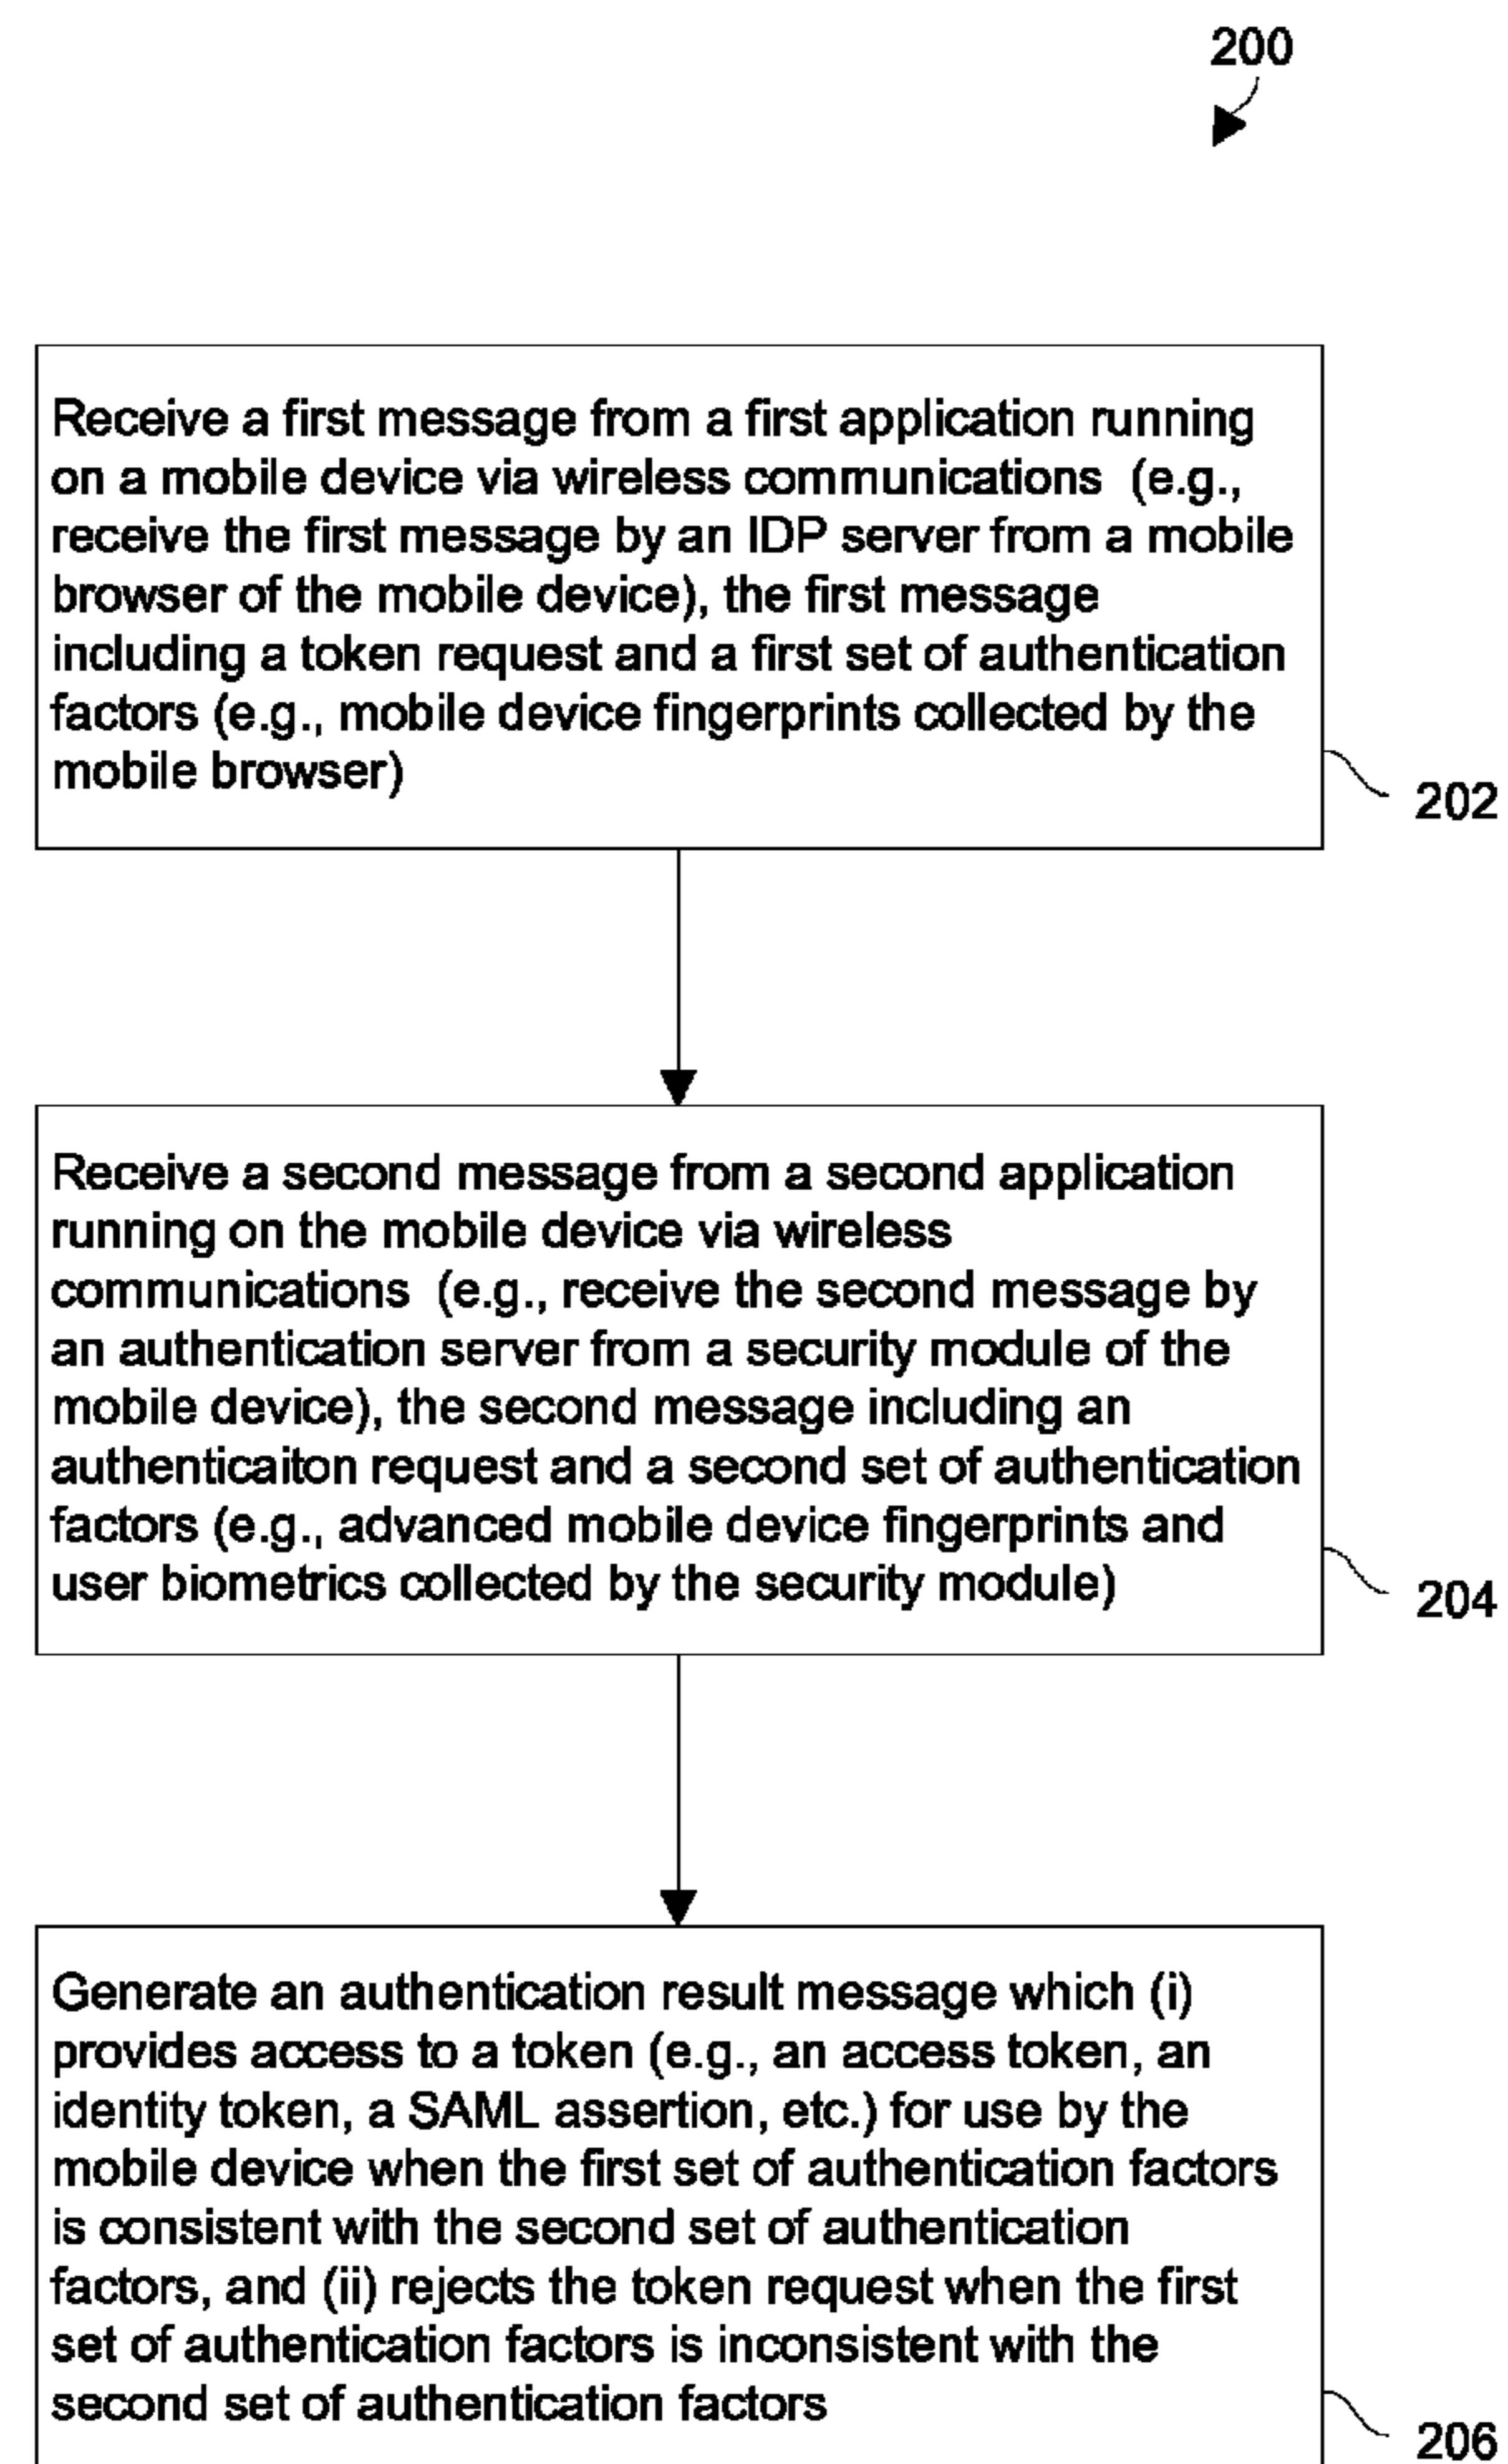 200
Receive a first message from a first application running
on a mobile device via wireless communications (e.g.,
receive the first message by an IDP server from a mobile
browser of the mobile device), the first message
including a token request and a first set of authentication
factors (e.g., mobile device fingerprints collected by the
mobile browser)
202
Receive a second message from a second application
running on the mobile device via wireless
communications (e.g., receive the second message by
an authentication server from a security module of the
mobile device), the second message including an
authenticaiton request and a second set of authentication
factors (e.g., advanced mobile device fingerprints and
user biometrics collected by the security module)
204
Generate an authentication result message which (i)
provides access to a token (e.g., an access token, an
identity token, a SAML assertion, etc.) for use by the
mobile device when the first set of authentication factors
is consistent with the second set of authentication
factors, and (ii) rejects the token request when the first
set of authentication factors is inconsistent with the
second set of authentication factors
206